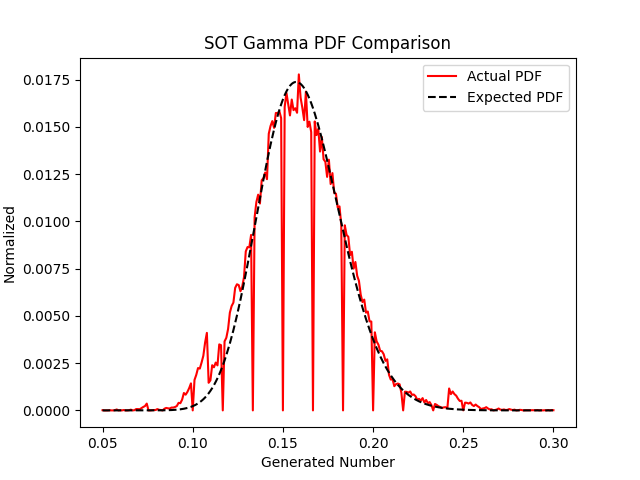 SOT Gamma PDF Comparison
Actual PDF
Expected PDF
Normalized
0.0175
0.0150
0.0125
0.0100
0.0075
0.0050
0.0025
0.0000
0.05
0.10
0.15
0.20
0.25
0.30
Generated Number